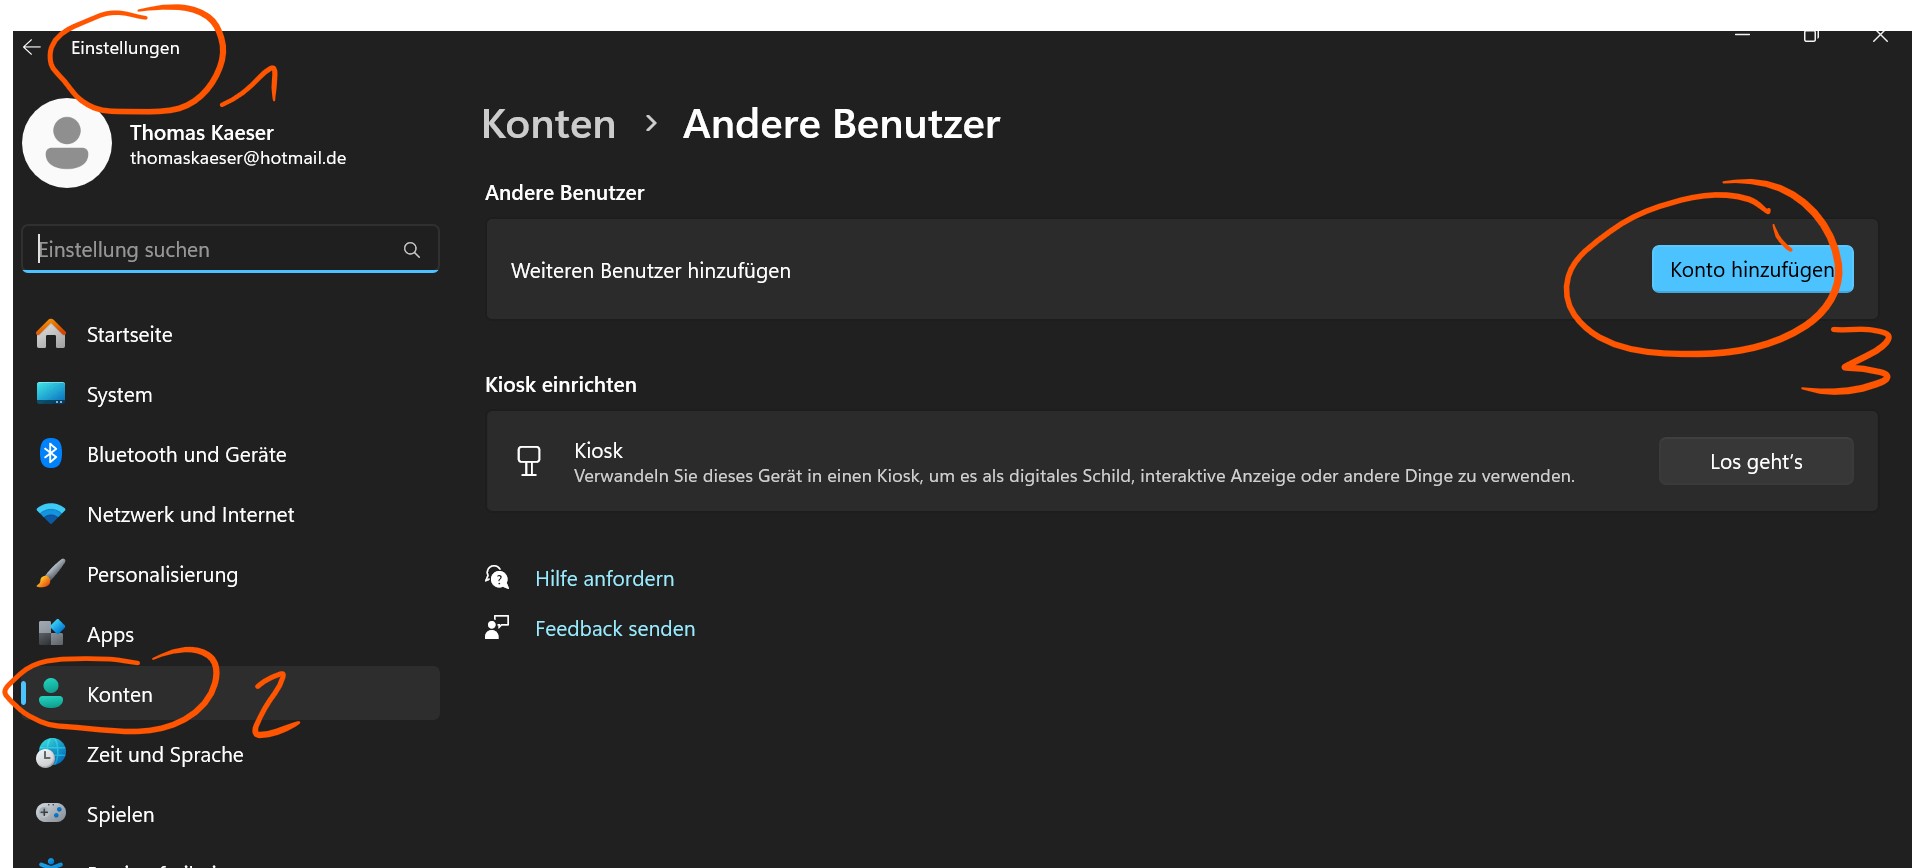 Einstellungen
1
Thomas Kaeser
thomaskaeser@hotmail.de
Einstellung suchen
Startseite
System
Bluetooth und Geräte
Netzwerk und Internet
Personalisierung
Apps
Konten
2
Zeit und Sprache
Spielen
Konten > Andere Benutzer
Andere Benutzer
Weiteren Benutzer hinzufügen
Konto hinzufügen
3
Kiosk einrichten
Kiosk
Verwandeln Sie dieses Gerät in einen Kiosk, um es als digitales Schild, interaktive Anzeige oder andere Dinge zu verwenden.
Los geht's
Hilfe anfordern
Feedback senden